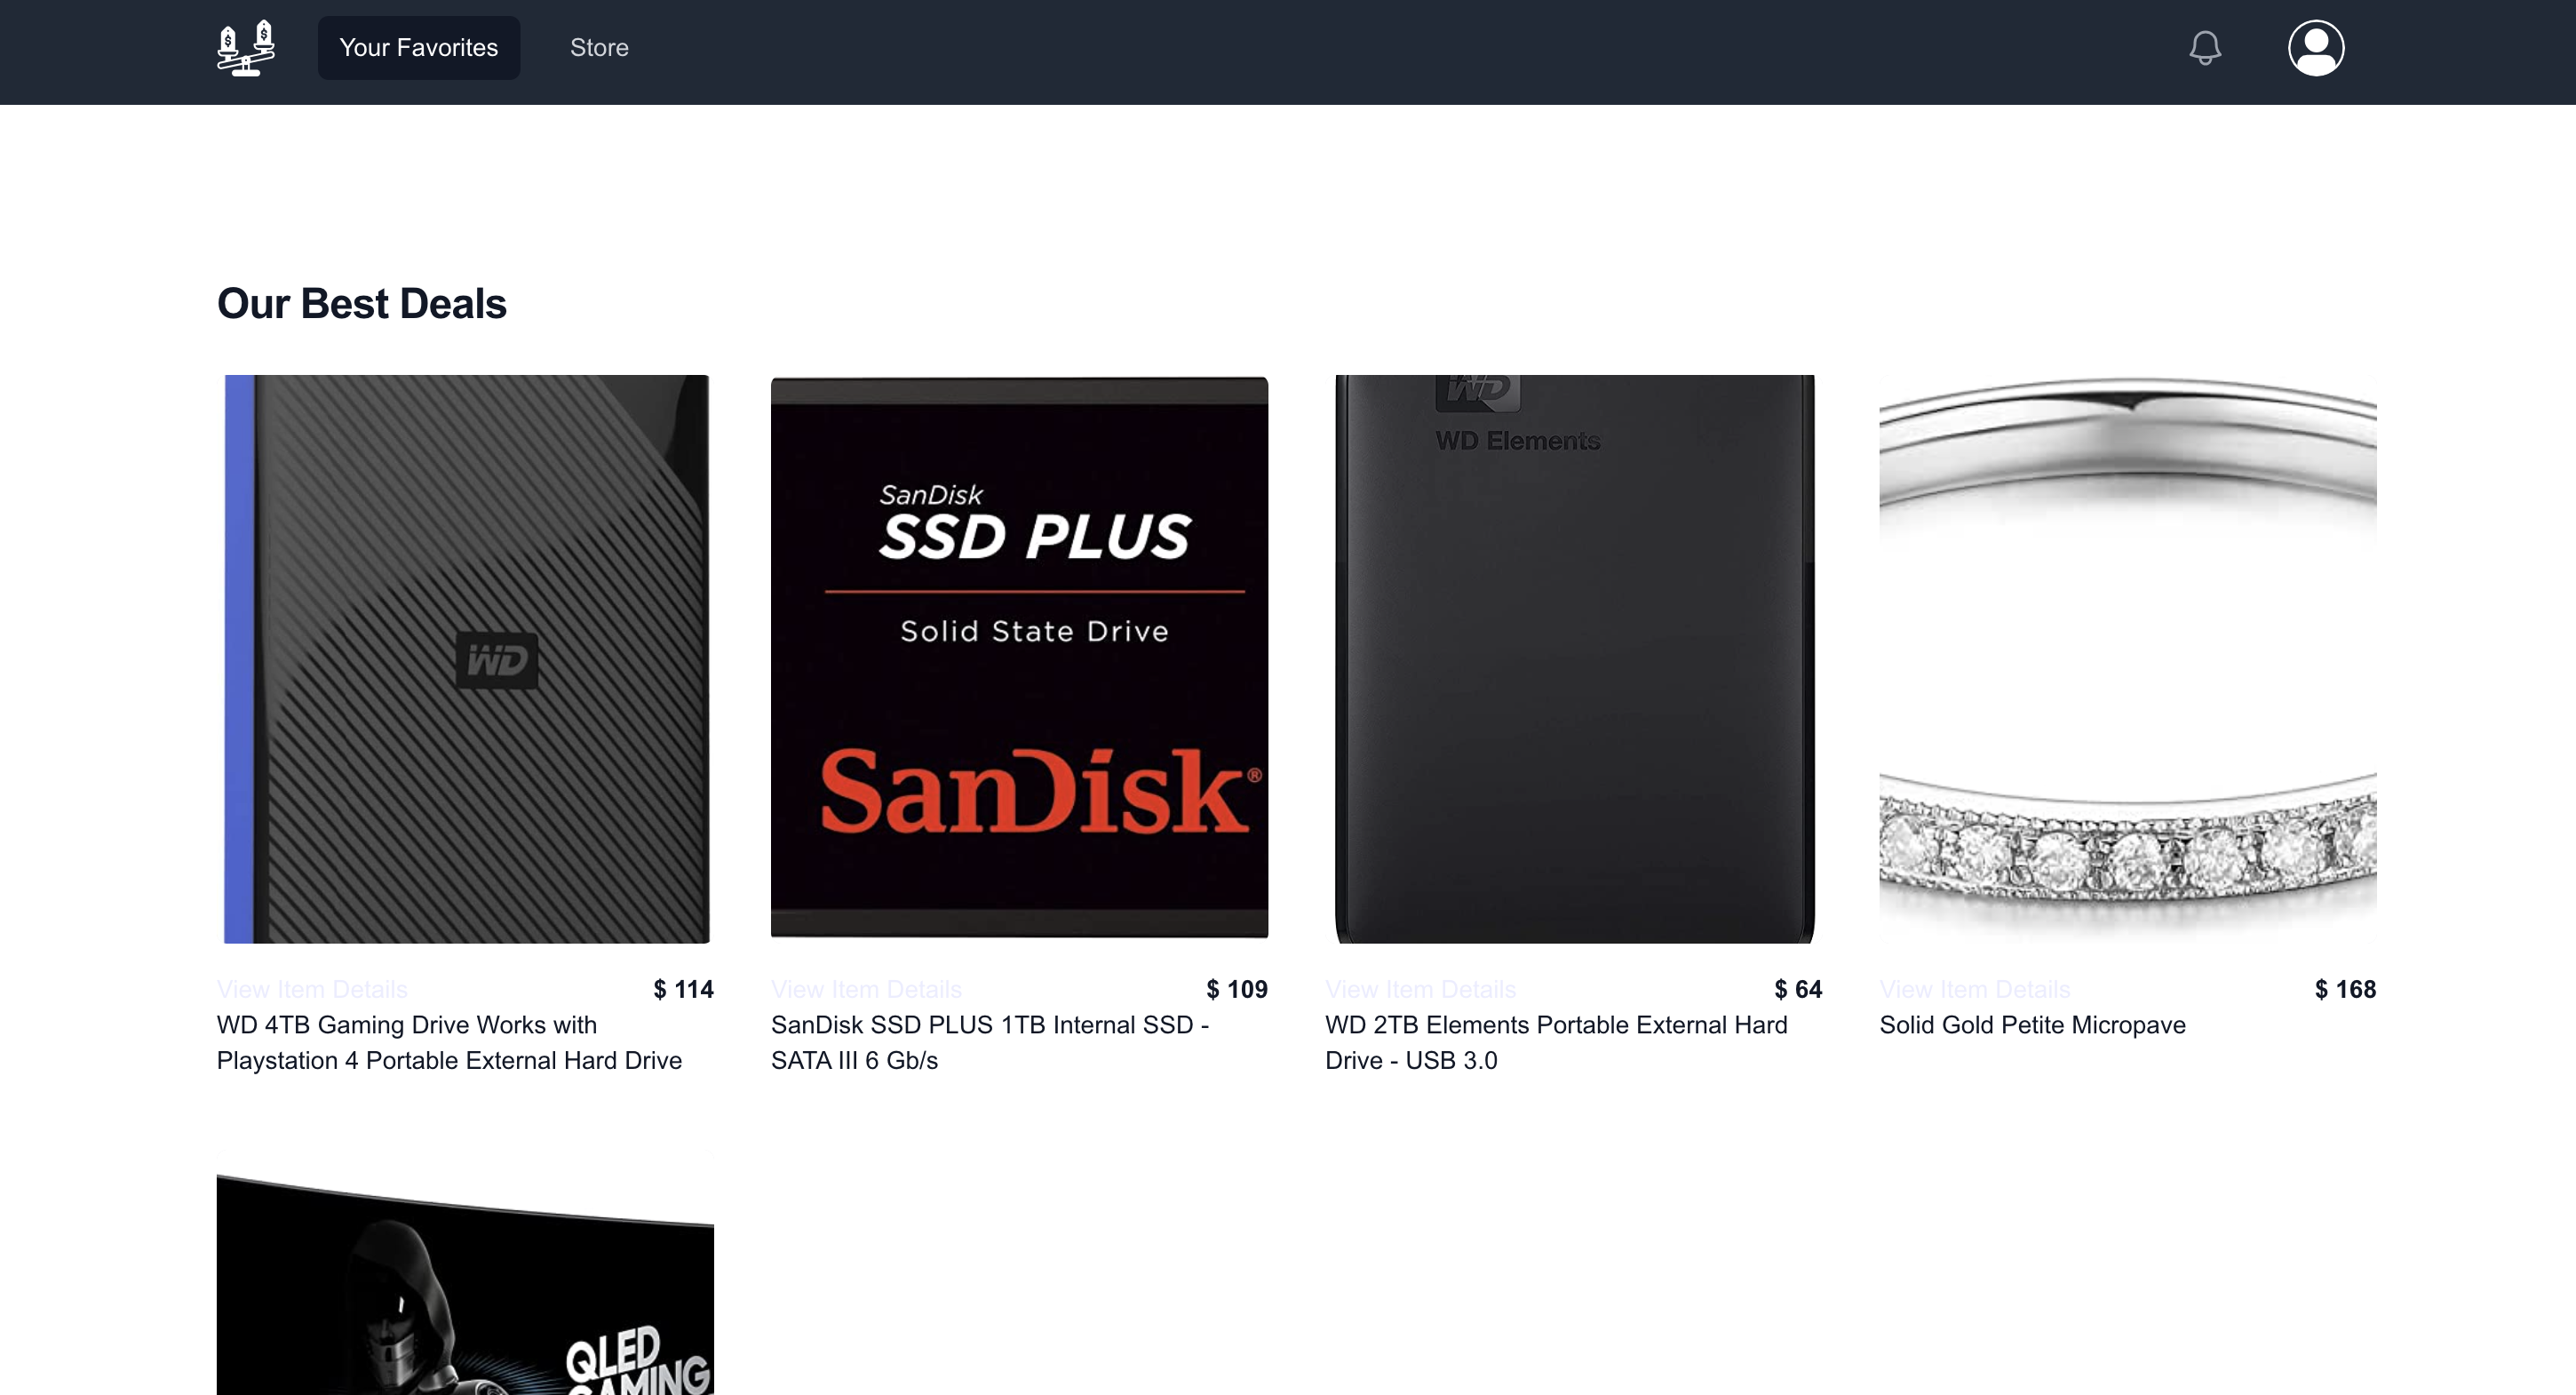 Your Favorites
Store
Our Best Deals
WD
SanDisk
SSD PLUS
Solid State Drive
SanDisk®
WD
WD Elements
View Item Details
$ 114
WD 4TB Gaming Drive Works with
Playstation 4 Portable External Hard Drive
View Item Details
$ 109
SanDisk SSD PLUS 1TB Internal SSD -
SATA III 6 Gb/s
View Item Details
$ 64
WD 2TB Elements Portable External Hard
Drive - USB 3.0
View Item Details
$ 168
Solid Gold Petite Micropave
QLED
GAMING